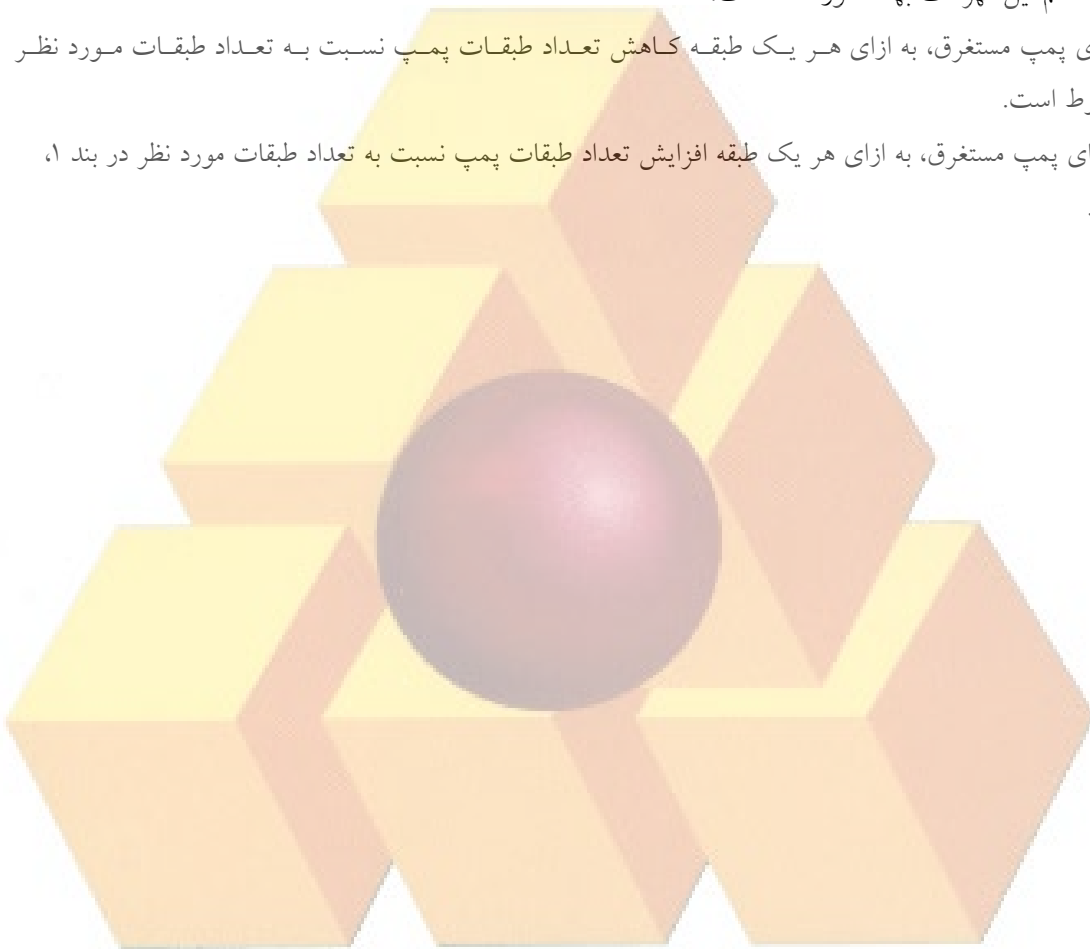 پمپ مستغرق، به ازای هر یک طبقه کاهش تعداد طبقات پمپ نسبت به تعداد طبقات مورد نظر
است.
پمپ مستغرق، به ازای هر یک طبقه افزایش تعداد طبقات پمپ نسبت به تعداد طبقات مورد نظر در بند ۱،